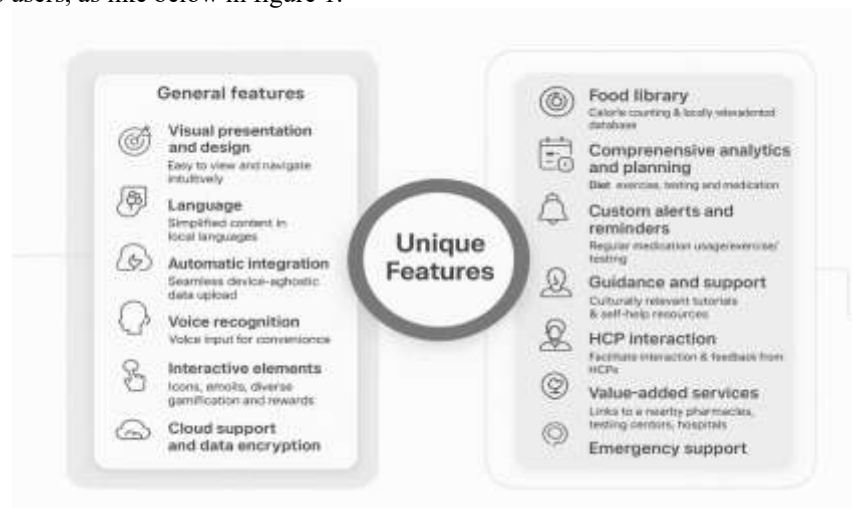 users, as like below in figure 1.
General features
Visual presentation
and design
Easy to view and navigate
intuitively
Language
Simplified content in
local languages
Automatic integration
Seamless device-aghostic
data upload
Voice recognition
Voice input for convenience
Interactive elements
Icons, emojis, diverse
gamification and rewards
Cloud support
and data encryption
Unique
Features
Food library
Calorie counting & locally
database
Comprenensive analytics
and planning
Diet exercise, testing and medication
Custom alerts and
reminders
Regular medication usage/exercise/
testing
Guidance and support
Culturally relevant tutorials
& self-help resources
HCP interaction
Facilitate interaction & feedback from
HCPs
Value-added services
Links to a nearby pharmacies,
testing centors, hospitals
Emergency support